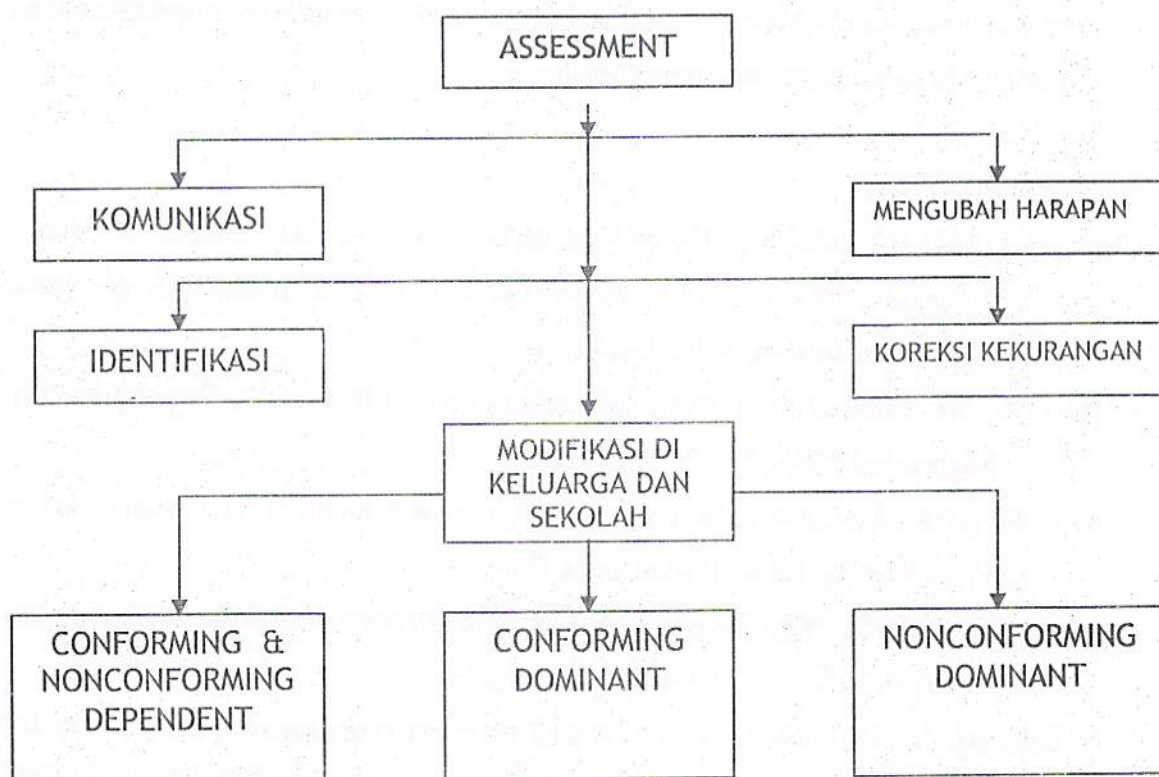 ASSESSMENT
KOMUNIKASI
MENGUBAH HARAPAN
IDENTIFIKASI
KOREKSI KEKURANGAN
MODIFIKASI DI
KELUARGA DAN
SEKOLAH
CONFORMING &
NONCONFORMING
DEPENDENT
CONFORMING
DOMINANT
NONCONFORMING
DOMINANT